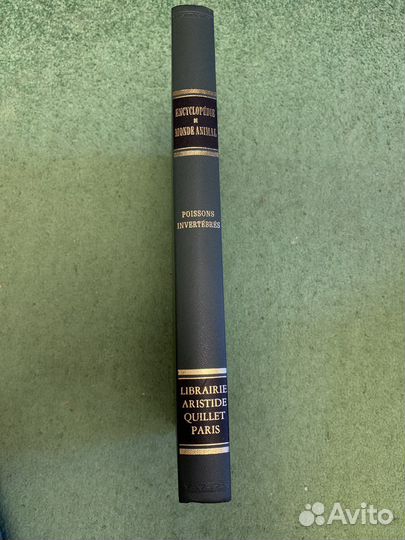 ENCYCLOPÉDIE
DU
MONDE ANIMAL
POISSONS
INVERTÉBRÉS
LIBRAIRIE
ARISTIDE
QUILLET
PARIS
Avito